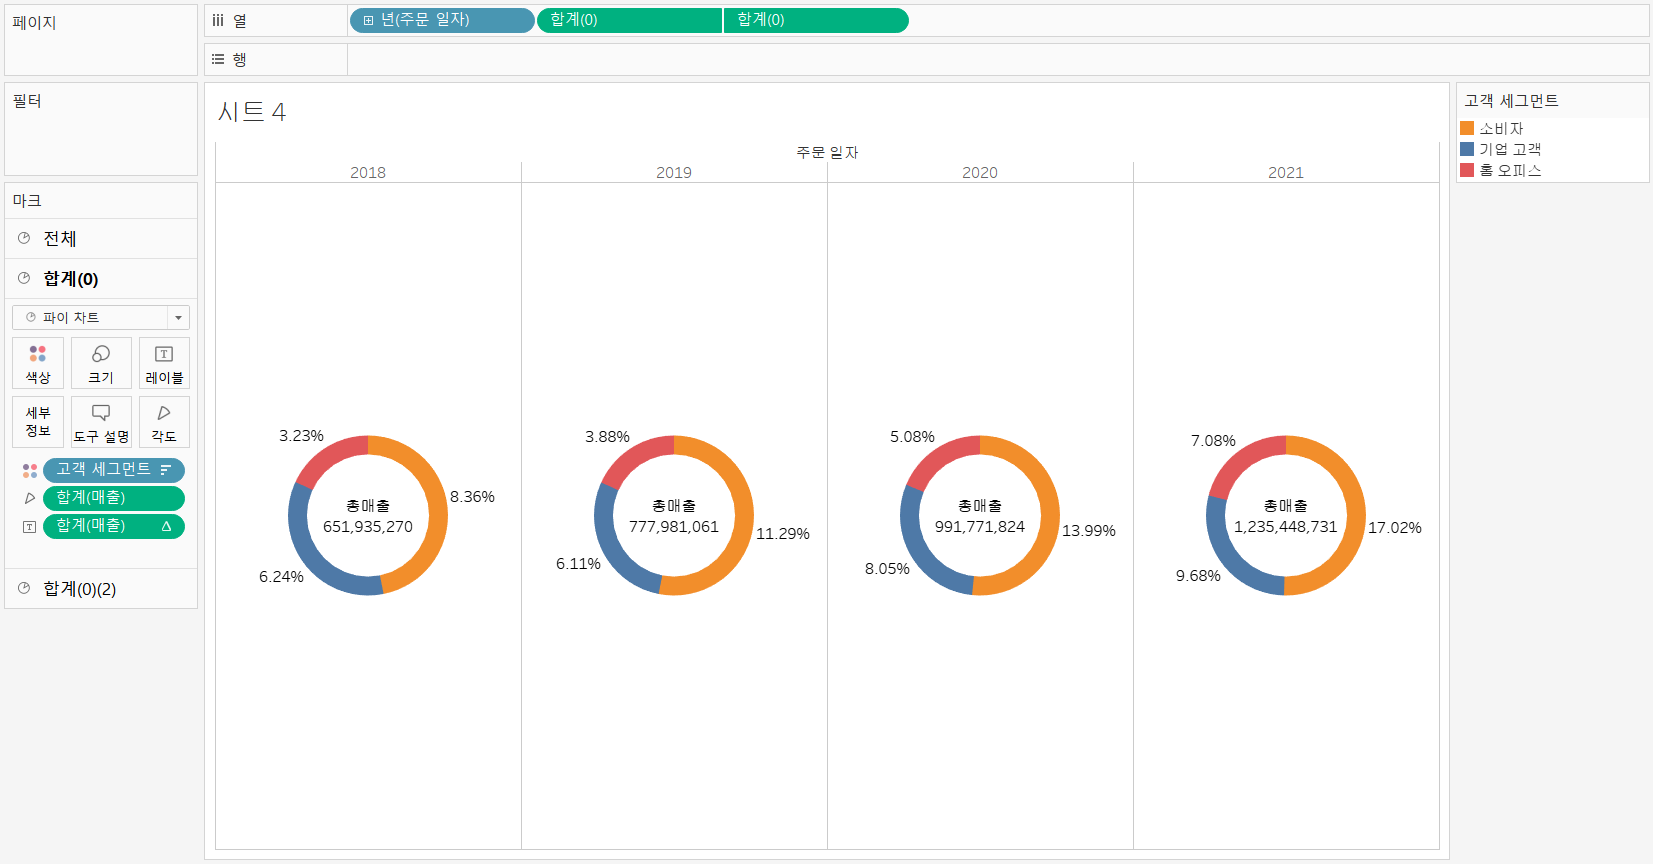 페이지
iii 열
년(주문 일자)
합계(0)
합계(0)
행
필터
시트 4
고객 세그먼트
소비자
기업 고객
홈 오피스
주문 일자
2018
2019
2020
2021
마크
전체
합계(0)
파이 차트
색상
크기
레이블
세부 정보
도구 설명
각도
고객 세그먼트
합계(매출)
합계(매출)
합계(0)(2)
3.23%
8.36%
총매출
651,935,270
6.24%
3.88%
총매출
777,981,061
11.29%
6.11%
5.08%
총매출
991,771,824
13.99%
8.05%
7.08%
총매출
1,235,448,731
17.02%
9.68%